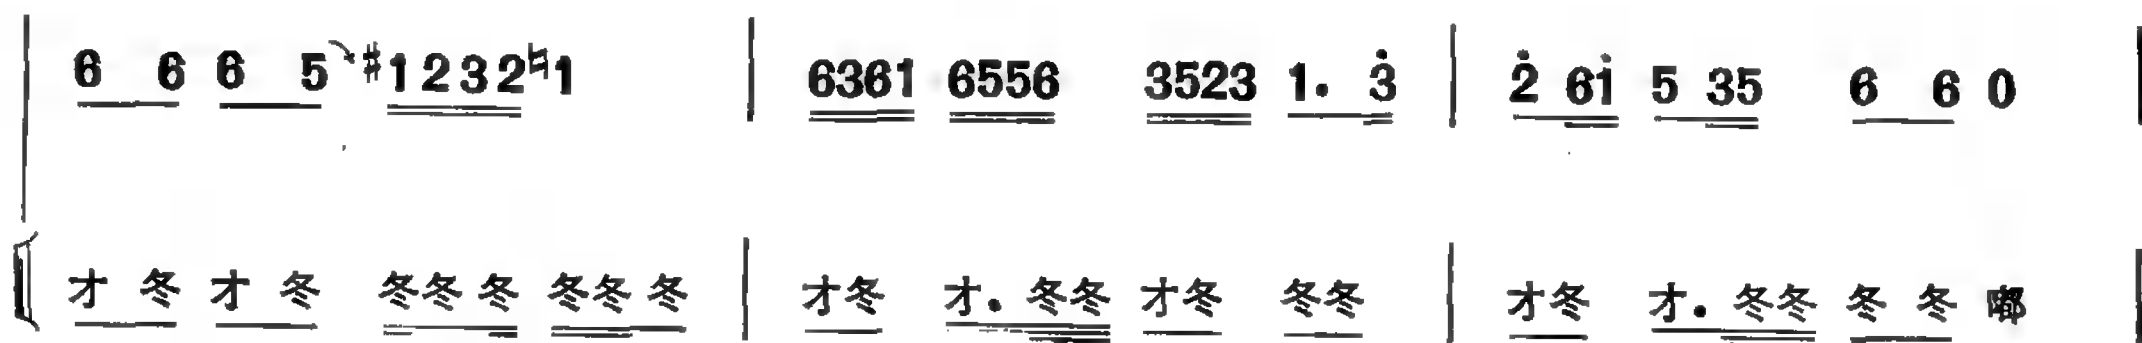 6 6 6 5 #1232♮1 6361 6556 3523 1. 3̇ 2̇ 6i̇ 5 35 6 6 0
才 冬 才 冬 冬冬 冬 冬冬 冬 才冬 才. 冬冬 才冬 冬冬 才冬 才. 冬冬 冬 冬 嘟